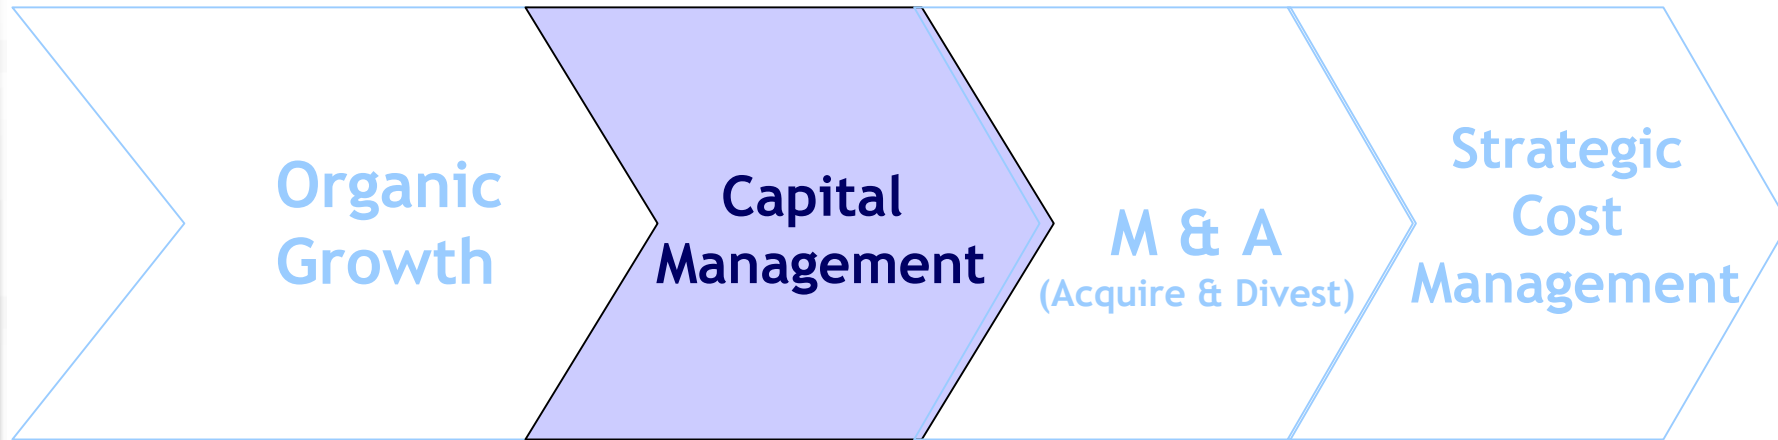 Organic
Growth
Capital
Management
M & A
(Acquire & Divest)
Strategic
Cost
Management